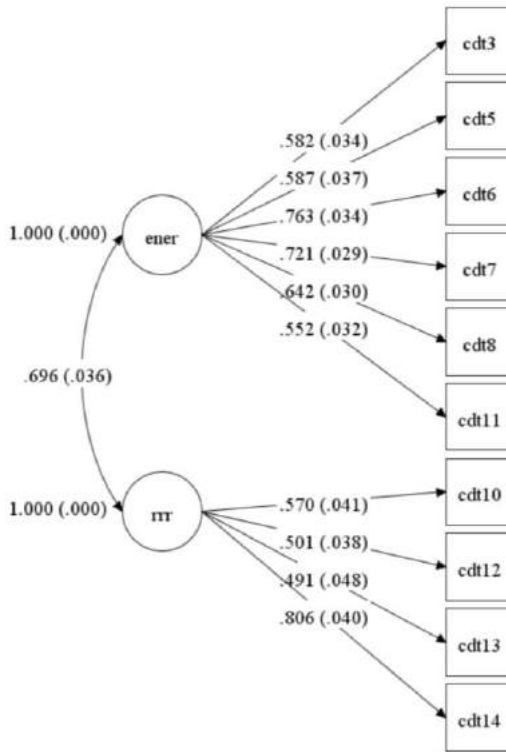 cdt3
cdt5
.582 (.034)
.587 (.037)
cdt6
.763 (.034)
1.000 (.000)
ener
.721 (.029)
cdt7
.642 (.030)
.552 (.032)
cdt8
.696 (.036)
cdt11
1.000 (.000)
rrr
.570 (.041)
cdt10
.501 (.038)
cdt12
.491 (.048)
.806 (.040)
cdt13
cdt14